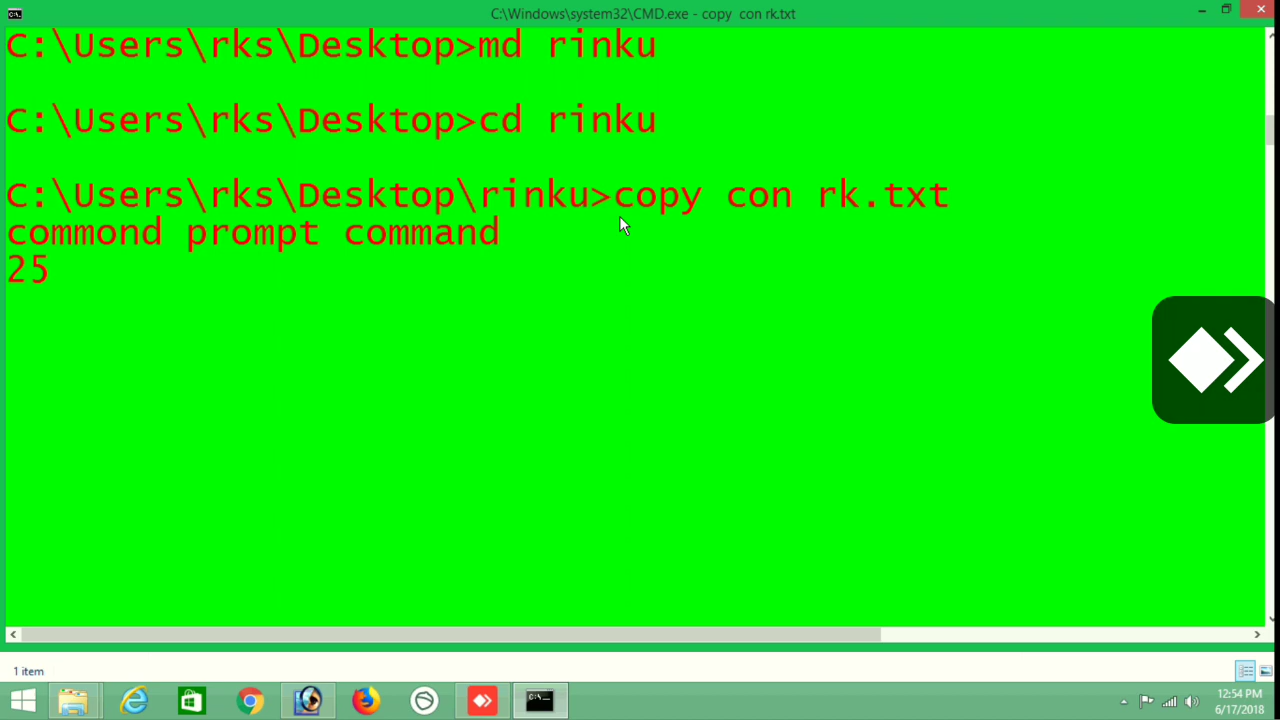 C:\Windows\system32\CMD.exe - copy  con rk.txt
C:\Users\rks\Desktop>md rinku
C:\Users\rks\Desktop>cd rinku
C:\Users\rks\Desktop\rinku>copy con rk.txt
commond prompt command
25
1 item
12:54 PM
6/17/2018